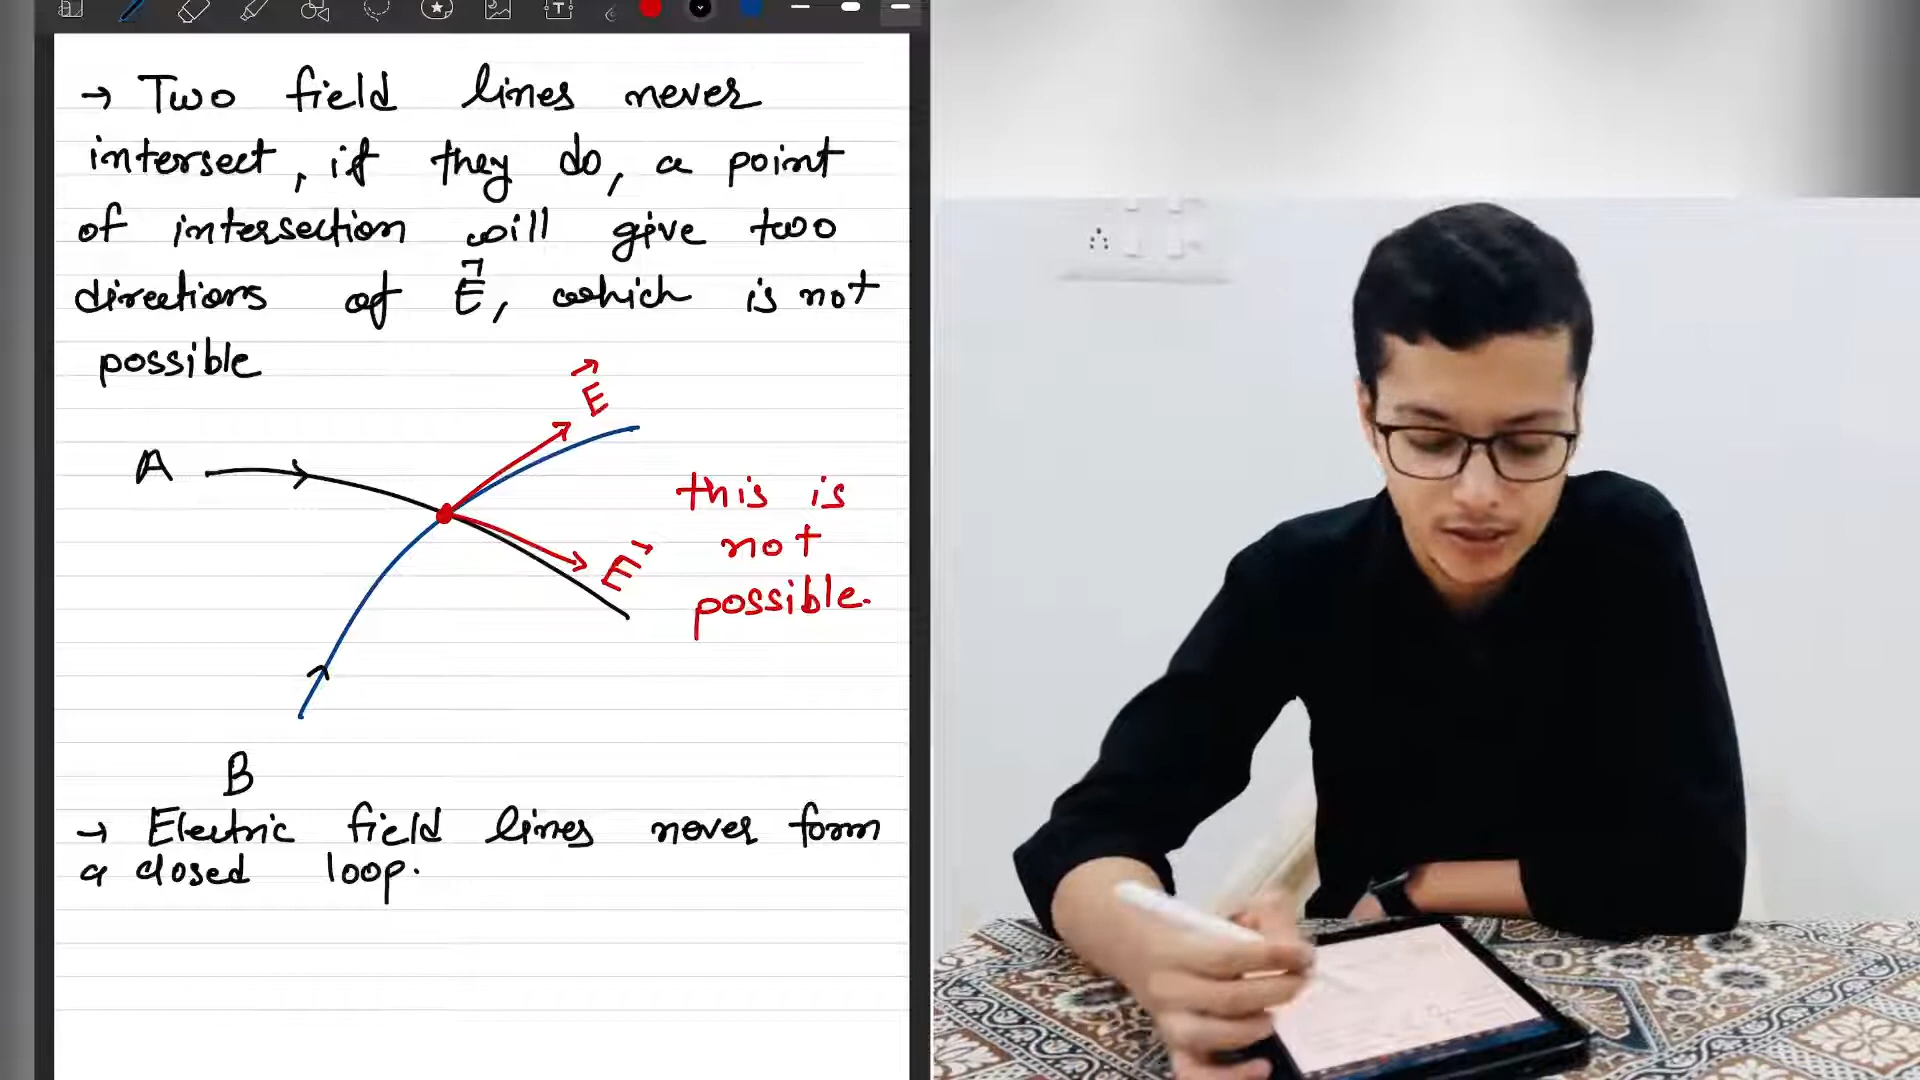 → Two field lines never
intersect, if they do, a point
of intersection will give two
directions of E⃗, which is not
possible
E⃗
A
this is
not
E⃗
possible.
B
→ Electric field lines never form
a closed loop.